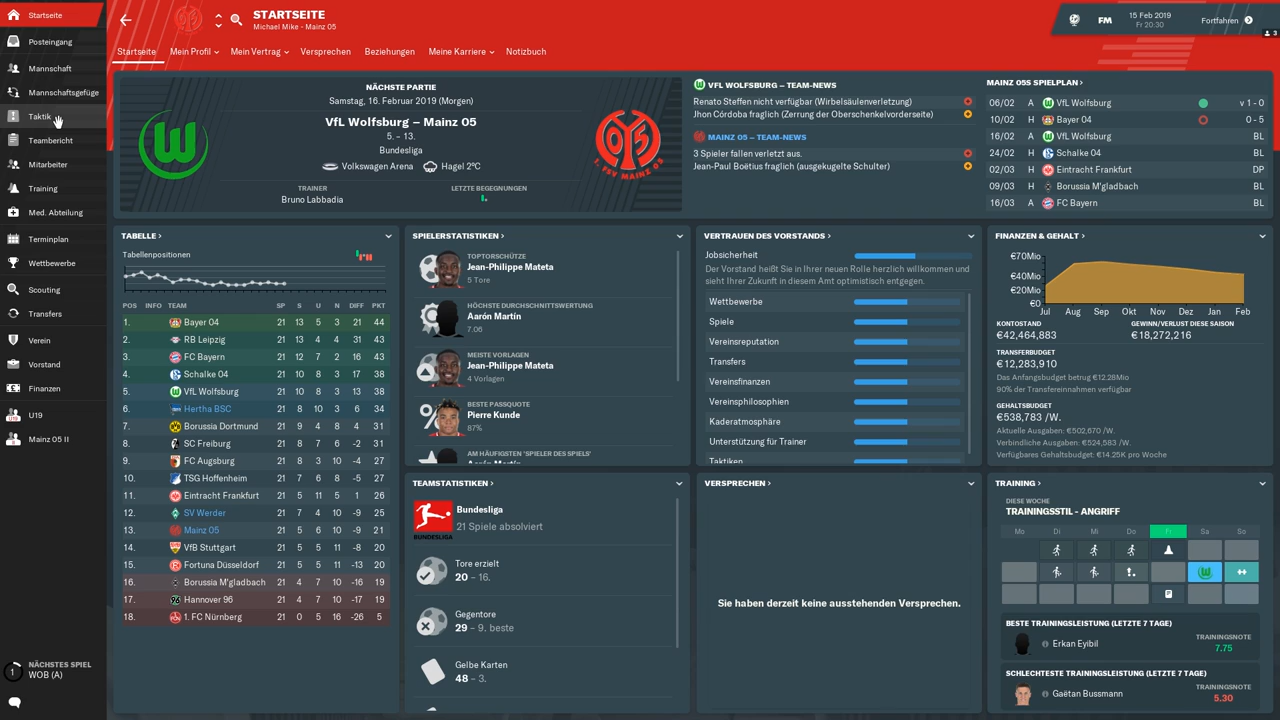 Startseite
Posteingang
Mannschaft
Mannschaftsgefüge
Taktik
Teambericht
Mitarbeiter
Training
Med. Abteilung
Terminplan
Wettbewerbe
Scouting
Transfers
Verein
Vorstand
Finanzen
U19
Mainz 05 II
1 NÄCHSTES SPIEL
WOB (A)
STARTSEITE
Michael Mike - Mainz 05
FM
15 Feb 2019
Fr 20:30
Fortfahren
3
Startseite Mein Profil Mein Vertrag Versprechen Beziehungen Meine Karriere Notizbuch
NÄCHSTE PARTIE
Samstag, 16. Februar 2019 (Morgen)
VfL Wolfsburg – Mainz 05
5. – 13.
Bundesliga
Volkswagen Arena Hagel 2°C
TRAINER
Bruno Labbadia
LETZTE BEGEGNUNGEN
1. FSV MAINZ 05
VFL WOLFSBURG – TEAM-NEWS
Renato Steffen nicht verfügbar (Wirbelsäulenverletzung)
Jhon Córdoba fraglich (Zerrung der Oberschenkelvorderseite)
MAINZ 05 – TEAM-NEWS
3 Spieler fallen verletzt aus.
Jean-Paul Boëtius fraglich (ausgekugelte Schulter)
MAINZ 05S SPIELPLAN >
06/02 A VfL Wolfsburg v 1 - 0
10/02 H Bayer 04 0 - 5
16/02 A VfL Wolfsburg BL
24/02 H Schalke 04 BL
02/03 H Eintracht Frankfurt DP
09/03 H Borussia M'gladbach BL
16/03 A FC Bayern BL
TABELLE >
Tabellenpositionen
POS INFO TEAM SP S U N DIFF PKT
1. Bayer 04 21 13 5 3 21 44
2. RB Leipzig 21 13 4 4 31 43
3. FC Bayern 21 12 7 2 16 43
4. Schalke 04 21 10 8 3 17 38
5. VfL Wolfsburg 21 10 8 3 13 38
6. Hertha BSC 21 8 10 3 6 34
7. Borussia Dortmund 21 9 4 8 4 31
8. SC Freiburg 21 8 7 6 -2 31
9. FC Augsburg 21 8 3 10 -4 27
10. TSG Hoffenheim 21 7 6 8 -5 27
11. Eintracht Frankfurt 21 5 11 5 1 26
12. SV Werder 21 7 4 10 -9 25
13. Mainz 05 21 5 6 10 -9 21
14. VfB Stuttgart 21 5 5 11 -8 20
15. Fortuna Düsseldorf 21 5 5 11 -13 20
16. Borussia M'gladbach 21 4 7 10 -16 19
17. Hannover 96 21 4 7 10 -17 19
18. 1. FC Nürnberg 21 0 5 16 -26 5
SPIELERSTATISTIKEN >
TOPTORSCHÜTZE
Jean-Philippe Mateta
5 Tore
HÖCHSTE DURCHSCHNITTSWERTUNG
Aarón Martín
7.06
MEISTE VORLAGEN
Jean-Philippe Mateta
4 Vorlagen
BESTE PASSQUOTE
Pierre Kunde
87%
AM HÄUFIGSTEN 'SPIELER DES SPIELS'
Aarón Martín
VERTRAUEN DES VORSTANDS >
Jobsicherheit
Der Vorstand heißt Sie in Ihrer neuen Rolle herzlich willkommen und
sieht Ihrer Zukunft in diesem Amt optimistisch entgegen.
Wettbewerbe
Spiele
Vereinsreputation
Transfers
Vereinsfinanzen
Vereinsphilosophien
Kaderatmosphäre
Unterstützung für Trainer
Taktiken
FINANZEN & GEHALT >
€70Mio
€40Mio
€20Mio
€0
Jul Aug Sep Okt Nov Dez Jan Feb
KONTOSTAND
€42,464,883
GEWINN/VERLUST DIESE SAISON
€18,272,216
TRANSFERBUDGET
€12,283,910
Das Anfangsbudget betrug €12.28Mio
90% der Transfereinnahmen verfügbar
GEHALTSBUDGET
€538,783 /W.
Aktuelle Ausgaben: €502,670 /W.
Verbindliche Ausgaben: €524,583 /W.
Verfügbares Gehaltsbudget: €14.25K pro Woche
TEAMSTATISTIKEN >
BUNDESLIGA
Bundesliga
21 Spiele absolviert
Tore erzielt
20 – 16.
Gegentore
29 – 9. beste
Gelbe Karten
48 – 3.
VERSPRECHEN >
Sie haben derzeit keine ausstehenden Versprechen.
TRAINING >
DIESE WOCHE
TRAININGSSTIL - ANGRIFF
Mo Di Mi Do Fr Sa So
BESTE TRAININGSLEISTUNG (LETZTE 7 TAGE)
Erkan Eyibil
TRAININGSNOTE
7.75
SCHLECHTESTE TRAININGSLEISTUNG (LETZTE 7 TAGE)
Gaëtan Bussmann
TRAININGSNOTE
5.30